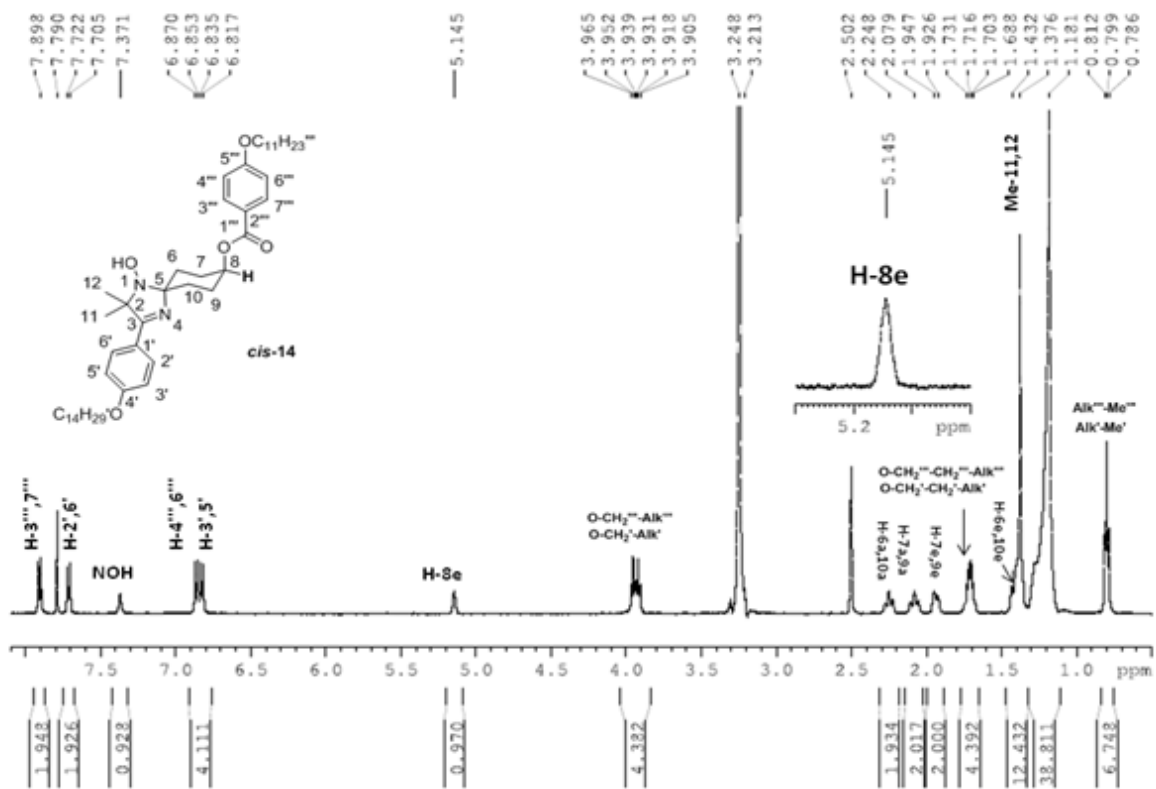 7.898
7.790
7.722
7.705
7.371
6.870
6.853
6.835
6.817
5.145
3.965
3.952
3.939
3.931
3.918
3.905
3.248
3.213
2.502
2.248
2.079
1.947
1.926
1.731
1.716
1.703
1.688
1.432
1.376
1.181
0.812
0.799
0.786
OC₁₁H₂₃''''
5'''
4''' 6'''
3''' 7'''
1''' 2'''
O O
HO 6 7 8 H
12 1 N 5
11 2 10 9
3 N 4
6' 1'
5' 2'
4' 3'
C₁₄H₂₉'O
cis-14
5.145
H-8e
5.2 ppm
Me-11,12
Alk''''-Me''''
Alk'-Me'
H-3''',7'''
H-2',6'
NOH
H-4''',6'''
H-3',5'
H-8e
O-CH₂''''-Alk''''
O-CH₂'-Alk'
O-CH₂''''-CH₂''''-Alk''''
O-CH₂'-CH₂'-Alk'
H-6a,10a
H-7a,9a
H-7e,9e
H-6e,10e
7.5 7.0 6.5 6.0 5.5 5.0 4.5 4.0 3.5 3.0 2.5 2.0 1.5 1.0 ppm
1.948
1.926
0.928
4.111
0.970
4.382
1.934
2.017
2.000
4.392
12.432
38.811
6.748